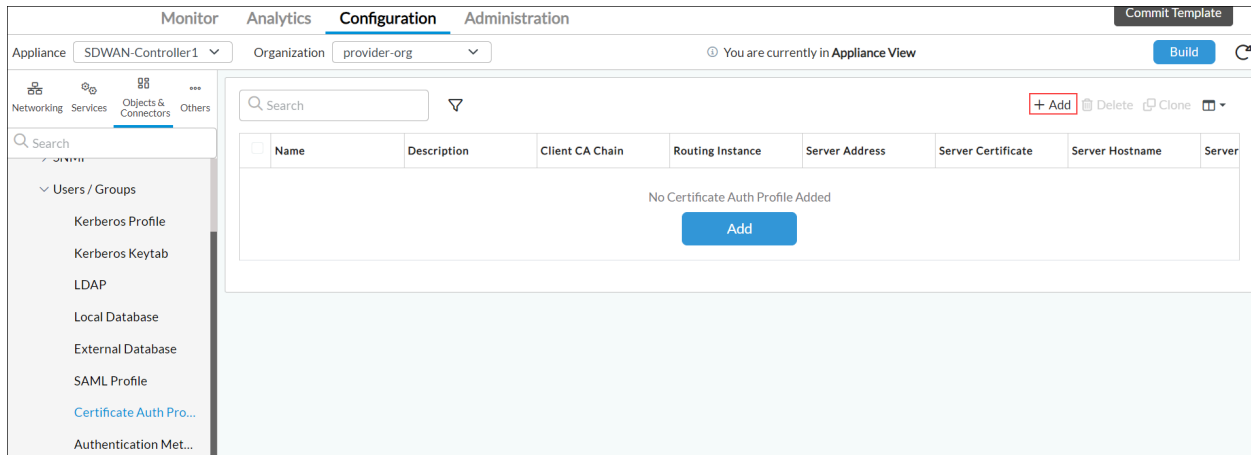 Monitor Analytics Configuration Administration Commit Template
Appliance SDWAN-Controller1 Organization provider-org You are currently in Appliance View Build
Networking Services Objects & Connectors Others
Search
+ Add Delete Clone
Search
SNMP
Name Description Client CA Chain Routing Instance Server Address Server Certificate Server Hostname Server
Users / Groups
No Certificate Auth Profile Added
Kerberos Profile
Add
Kerberos Keytab
LDAP
Local Database
External Database
SAML Profile
Certificate Auth Pro...
Authentication Met...